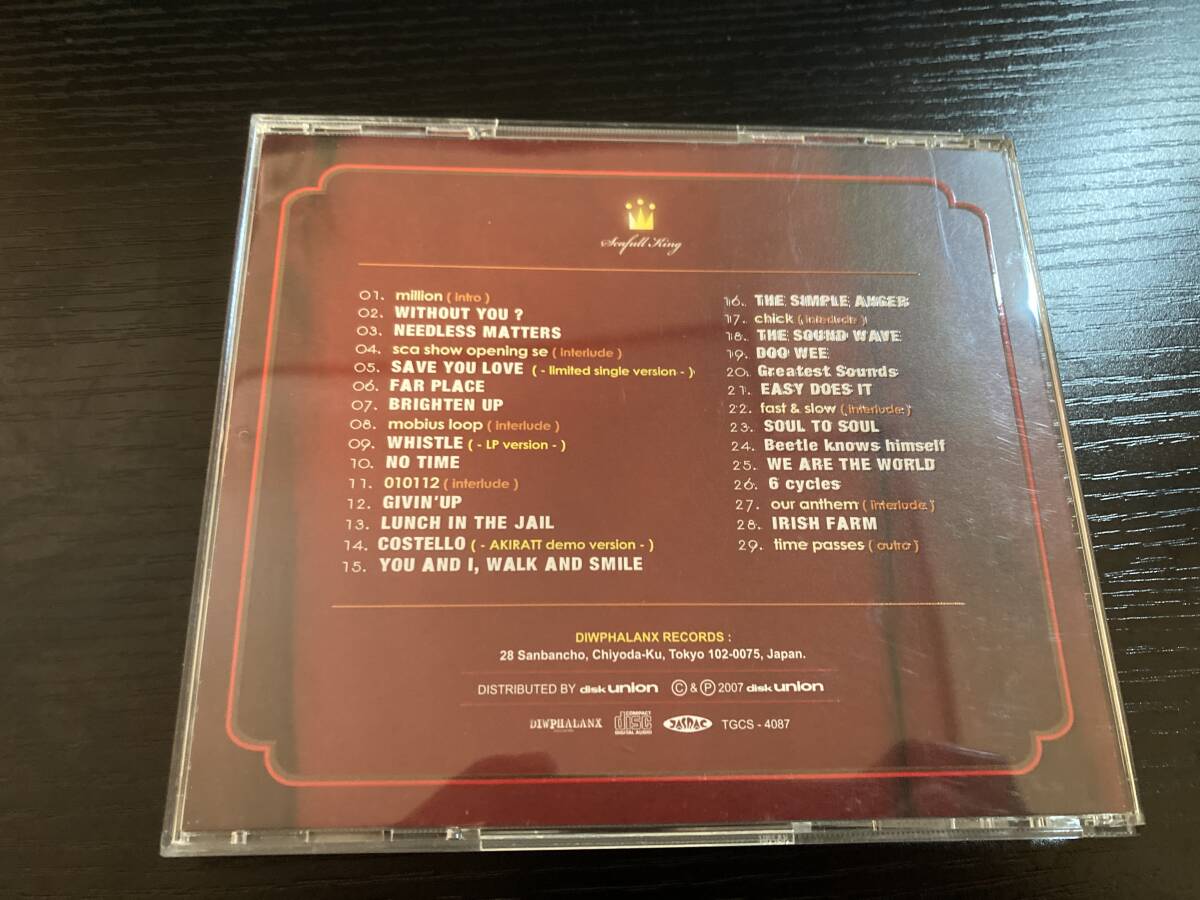 Scafull King
01. million ( intro )
02. WITHOUT YOU ?
03. NEEDLESS MATTERS
04. sca show opening se ( interlude )
05. SAVE YOU LOVE ( - limited single version - )
06. FAR PLACE
07. BRIGHTEN UP
08. mobius loop ( interlude )
09. WHISTLE ( - LP version - )
10. NO TIME
11. 010112 ( interlude )
12. GIVIN'UP
13. LUNCH IN THE JAIL
14. COSTELLO ( - AKIRATT demo version - )
15. YOU AND I, WALK AND SMILE
16. THE SIMPLE ANGER
17. chick ( interlude )
18. THE SOUND WAVE
19. DOO WEE
20. Greatest Sounds
21. EASY DOES IT
22. fast & slow ( interlude )
23. SOUL TO SOUL
24. Beetle knows himself
25. WE ARE THE WORLD
26. 6 cycles
27. our anthem ( interlude )
28. IRISH FARM
29. time passes ( outro )
DIWPHALANX RECORDS :
28 Sanbancho, Chiyoda-Ku, Tokyo 102-0075, Japan.
DISTRIBUTED BY disk union Ⓒ & Ⓟ 2007 disk union
DIWPHALANX RECORDS COMPACT disc DIGITAL AUDIO JASRAC TGCS - 4087